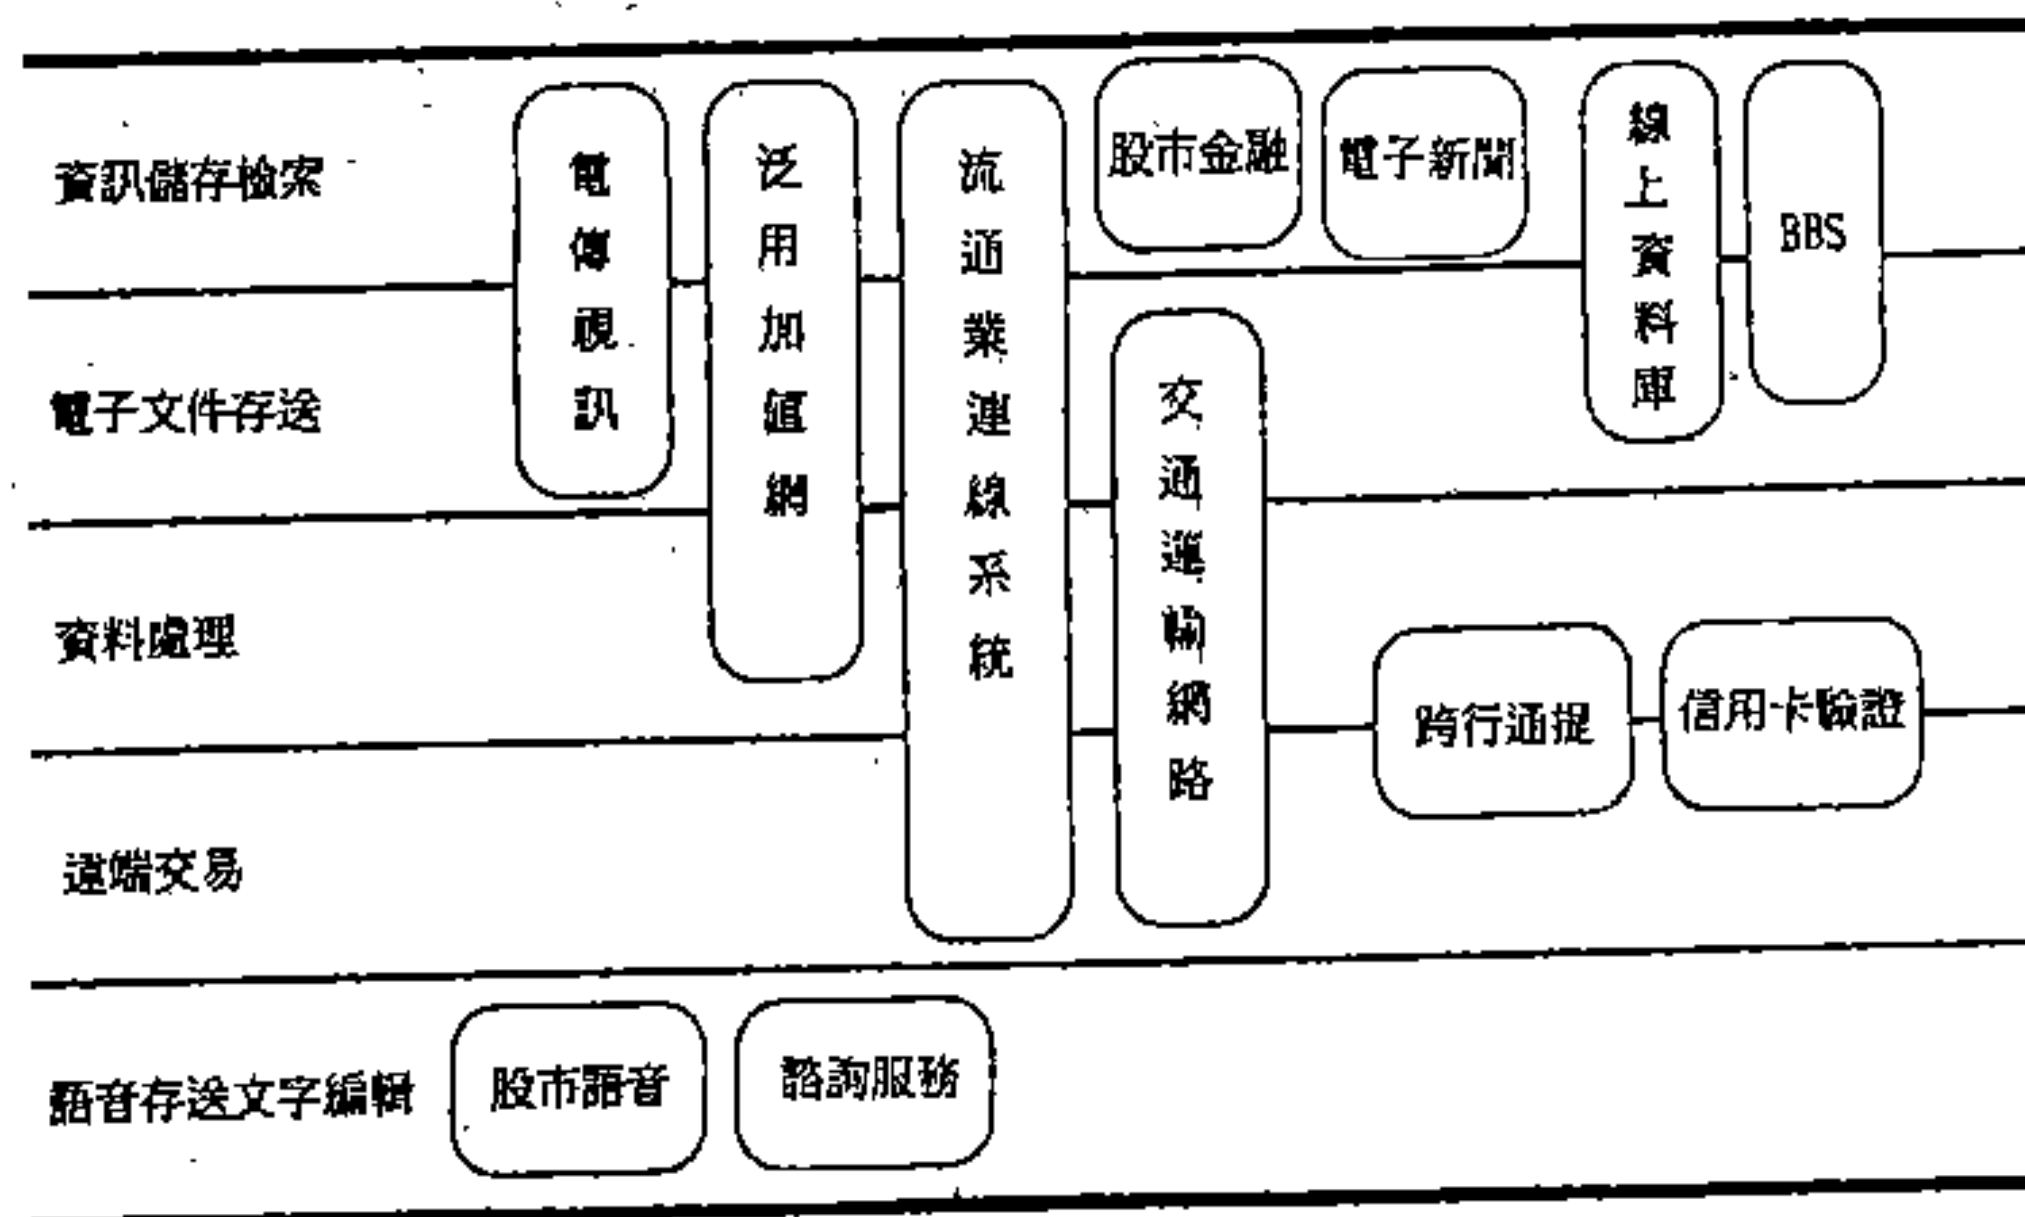 資訊儲存檢索
電傳視訊
泛用加值網
流通業連線系統
股市金融
電子新聞
線上資料庫
BBS
電子文件存送
交通運輸網路
資料處理
跨行通提
信用卡驗證
遠端交易
語音存送文字編輯
股市語音
諮詢服務